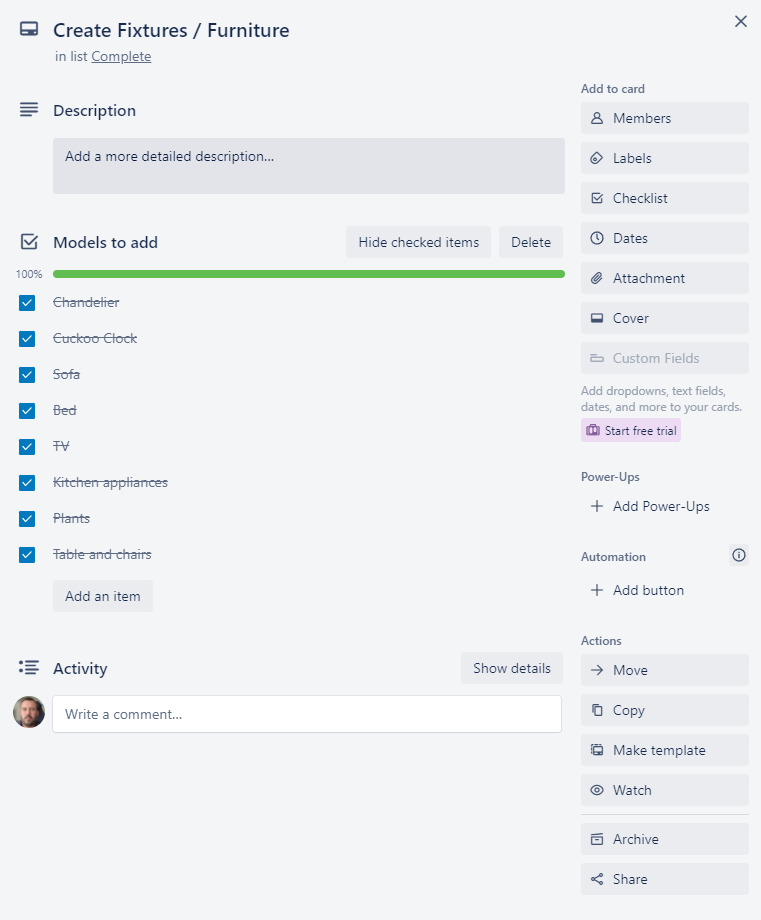 Create Fixtures / Furniture
in list Complete
Description
Add a more detailed description...
Models to add
Hide checked items
Delete
100%
Chandelier
Cuckoo Clock
Sofa
Bed
TV
Kitchen appliances
Plants
Table and chairs
Add an item
Activity
Show details
Write a comment...
Add to card
Members
Labels
Checklist
Dates
Attachment
Cover
Custom Fields
Add dropdowns, text fields,
dates, and more to your cards.
Start free trial
Power-Ups
Add Power-Ups
Automation
Add button
Actions
Move
Copy
Make template
Watch
Archive
Share